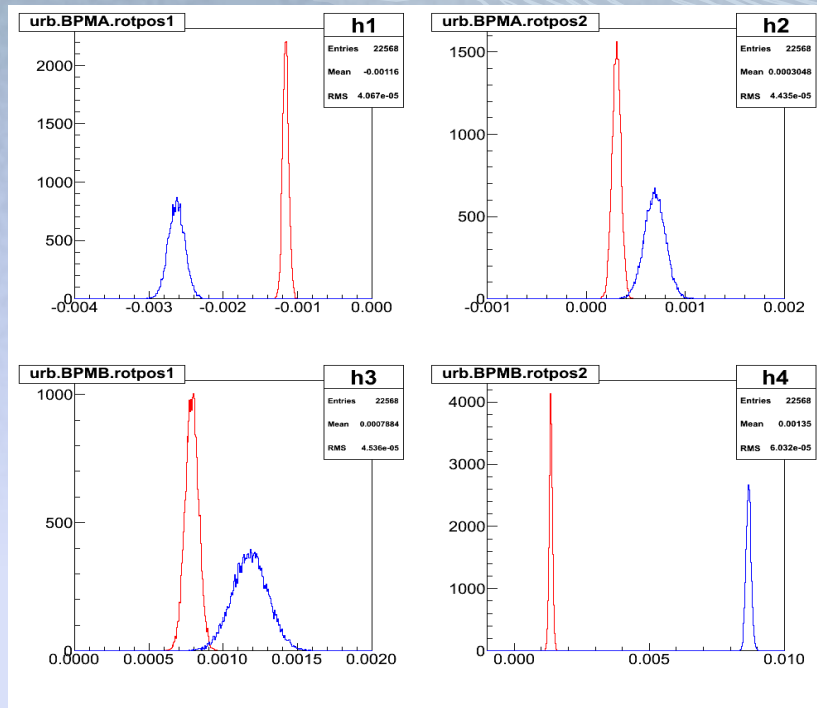 urb.BPMA.rotpos1
h1
Entries 22568
Mean -0.00116
RMS 4.067e-05
2000
1500
1000
500
0
-0.004 -0.003 -0.002 -0.001 0.000
urb.BPMA.rotpos2
h2
Entries 22568
Mean 0.0003048
RMS 4.435e-05
1500
1000
500
0
-0.001 0.000 0.001 0.002
urb.BPMB.rotpos1
h3
Entries 22568
Mean 0.0007884
RMS 4.536e-05
1000
500
0
0.0000 0.0005 0.0010 0.0015 0.0020
urb.BPMB.rotpos2
h4
Entries 22568
Mean 0.00135
RMS 6.032e-05
4000
3000
2000
1000
0
0.000 0.005 0.010